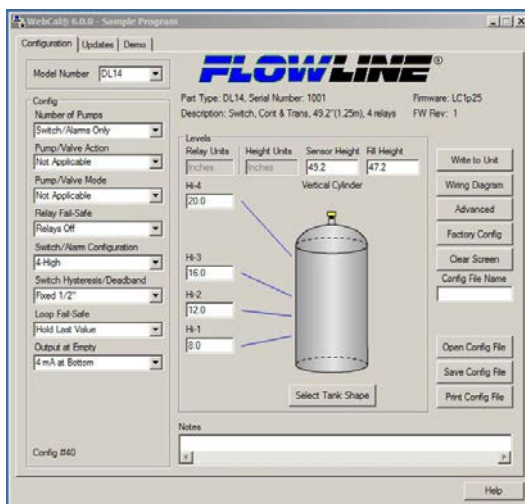 WebCal® 6.0.0 - Sample Program
Configuration Updates Demo
Model Number DL14
FLOWLINE®
Part Type: DL14, Serial Number: 1001 Firmware: LC1p25
Description: Switch, Cont & Trans, 49.2"(1.25m), 4 relays FW Rev: 1
Config
Number of Pumps
Switch/Alarms Only
Pump/Valve Action
Not Applicable
Pump/Valve Mode
Not Applicable
Relay Fail-Safe
Relays Off
Switch/Alarm Configuration
4-High
Switch Hysteresis/Deadband
Fixed 1/2"
Loop Fail-Safe
Hold Last Value
Output at Empty
4 mA at Bottom
Config #40
Levels
Relay Units Height Units Sensor Height Fill Height
Inches Inches 49.2 47.2
Vertical Cylinder
Hi-4
20.0
Hi-3
16.0
Hi-2
12.0
Hi-1
8.0
Select Tank Shape
Write to Unit
Wiring Diagram
Advanced
Factory Config
Clear Screen
Config File Name
Open Config File
Save Config File
Print Config File
Notes
Help